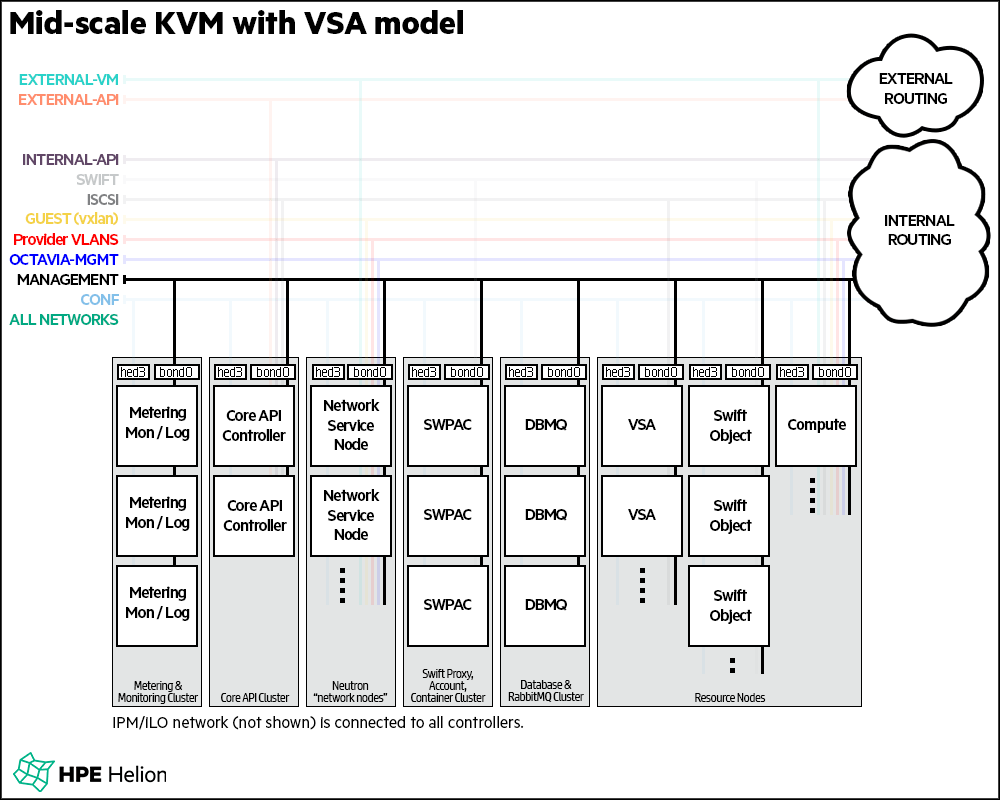 Mid-scale KVM with VSA model
EXTERNAL-VM
EXTERNAL-API
EXTERNAL
ROUTING
INTERNAL-API
SWIFT
ISCSI
GUEST (vxlan)
Provider VLANS
OCTAVIA-MGMT
MANAGEMENT
CONF
ALL NETWORKS
INTERNAL
ROUTING
hed3 bond0 hed3 bond0 hed3 bond0 hed3 bond0 hed3 bond0 hed3 bond0 hed3 bond0 hed3 bond0
Metering
Mon / Log
Core API
Controller
Network
Service
Node
SWPAC
DBMQ
VSA
Swift
Object
Compute
Metering
Mon / Log
Core API
Controller
Network
Service
Node
SWPAC
DBMQ
VSA
Swift
Object
Metering
Mon / Log
SWPAC
DBMQ
Swift
Object
Metering &
Monitoring Cluster
Core API Cluster
Neutron
“network nodes”
Swift Proxy,
Account,
Container Cluster
Database &
RabbitMQ Cluster
Resource Nodes
IPM/ILO network (not shown) is connected to all controllers.
HPE Helion